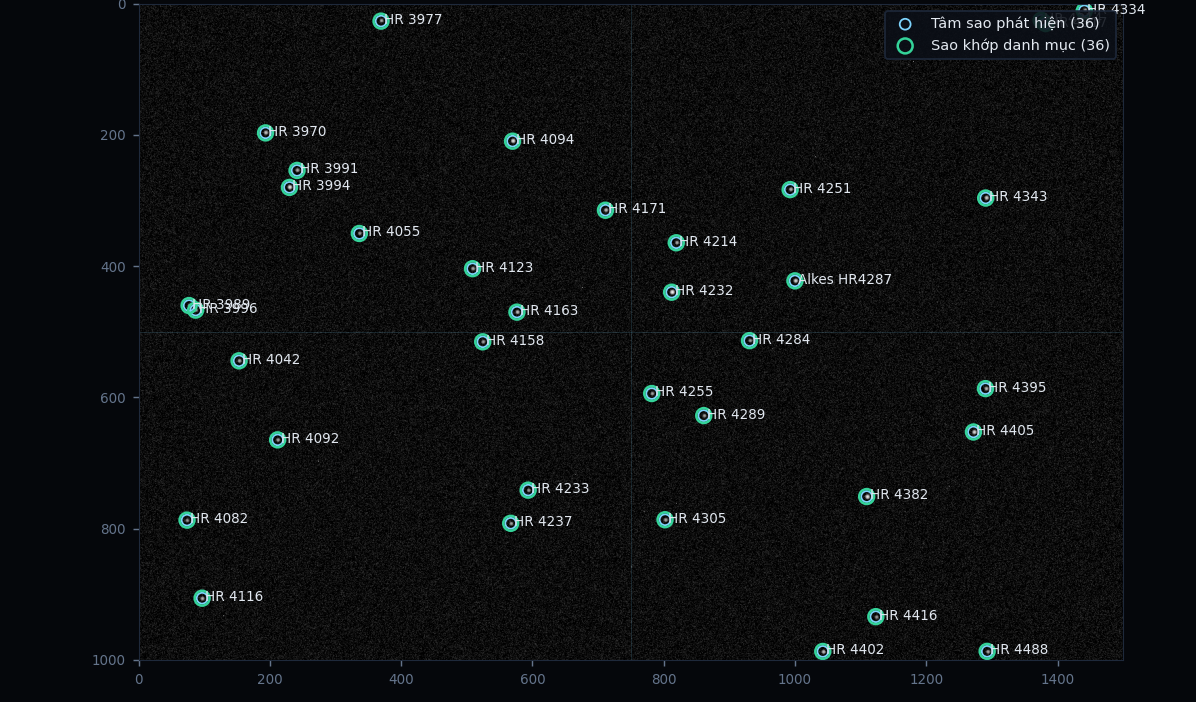 0
HR 3977
HR 4334
Tâm sao phát hiện (36)
Sao khớp danh mục (36)
200
HR 3970
HR 4094
HR 3991
HR 3994
HR 4251
HR 4343
HR 4171
HR 4055
HR 4214
400
HR 4123
Alkes HR4287
HR 4232
HR 3989
HR 3996
HR 4163
HR 4158
HR 4284
HR 4042
600
HR 4255
HR 4395
HR 4289
HR 4405
HR 4092
HR 4233
HR 4382
800
HR 4082
HR 4237
HR 4305
HR 4116
HR 4416
1000
HR 4402
HR 4488
0 200 400 600 800 1000 1200 1400